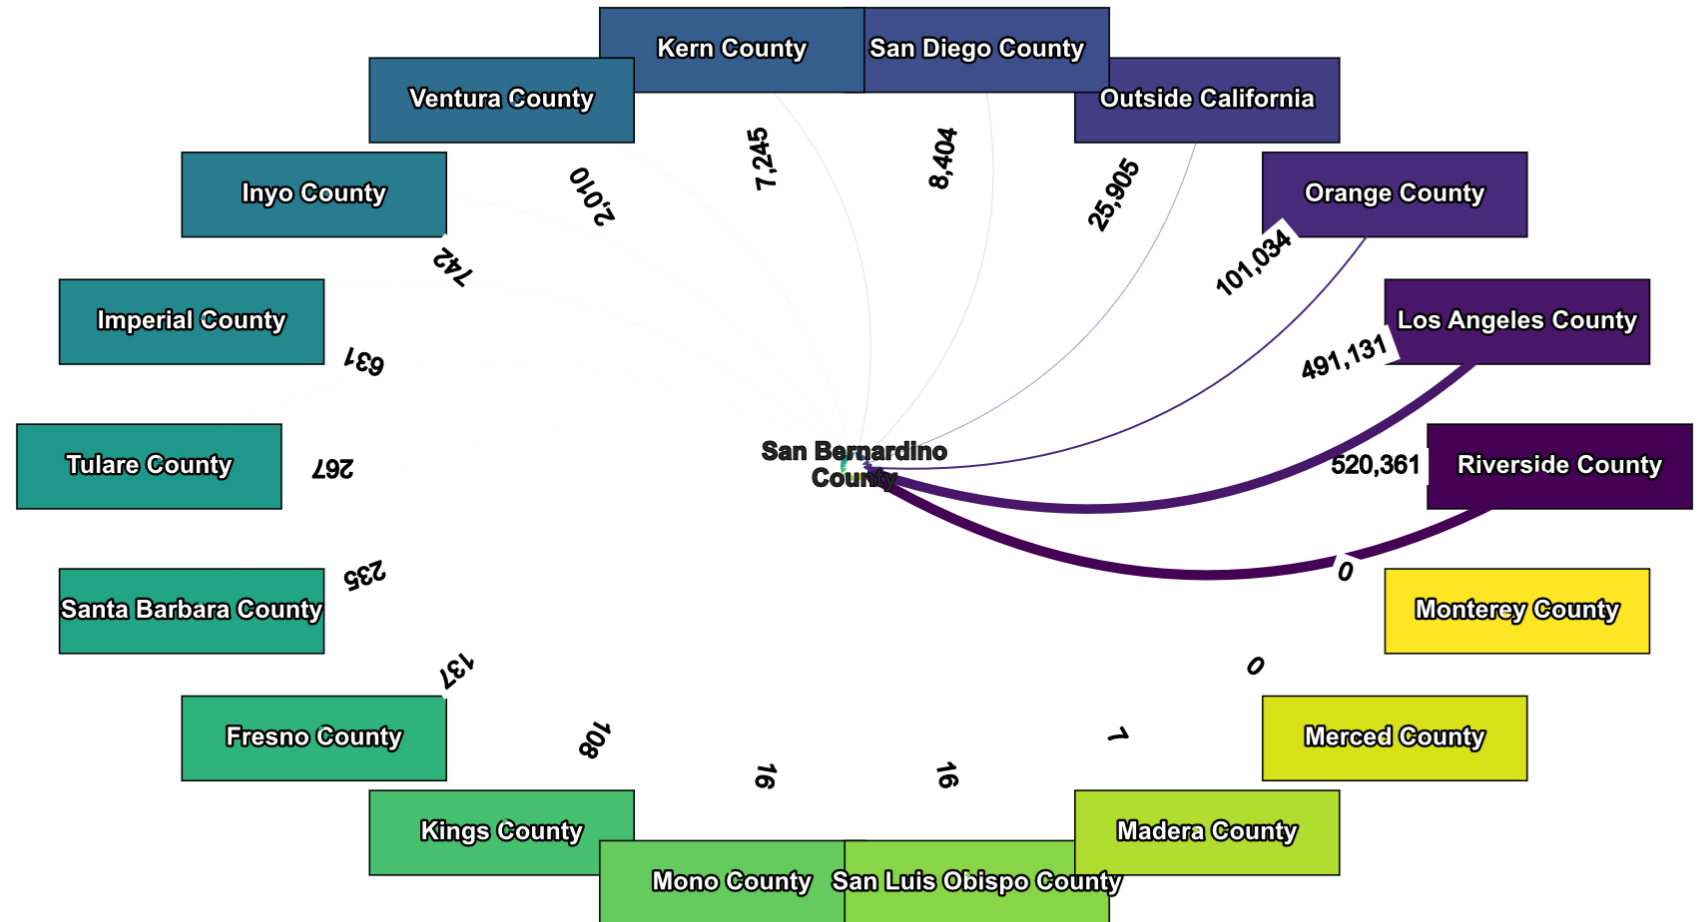 Kern County
San Diego County
Ventura County
Outside California
Inyo County
Orange County
7,245
8,404
25,905
2,010
101,034
742
Imperial County
Los Angeles County
631
491,131
San Bernardino
County
Tulare County
267
520,361
Riverside County
235
0
Santa Barbara County
Monterey County
137
0
Fresno County
108
7
Merced County
16
16
Kings County
Madera County
Mono County
San Luis Obispo County